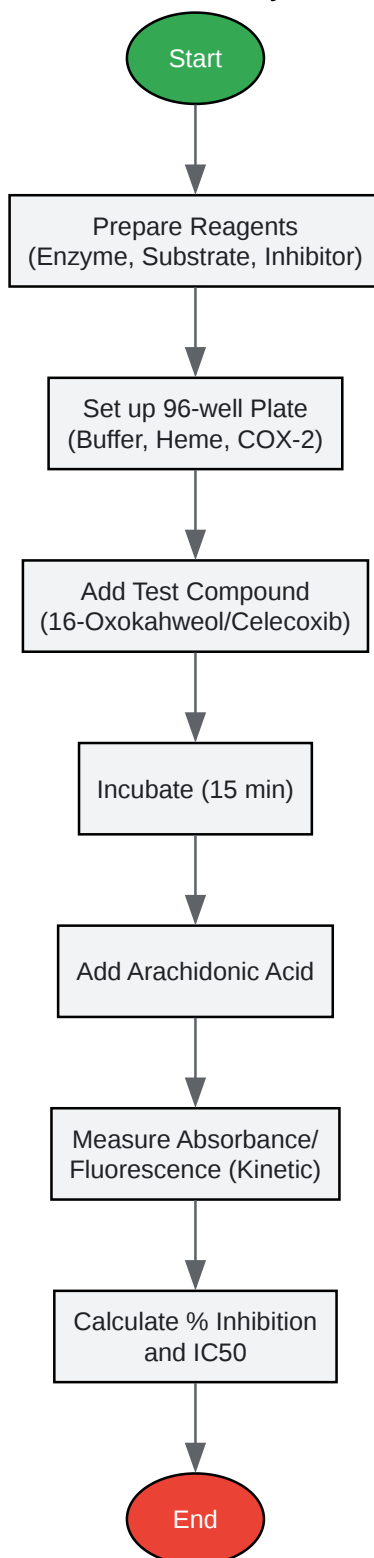 Start
Prepare Reagents
(Enzyme, Substrate, Inhibitor)
Set up 96-well Plate
(Buffer, Heme, COX-2)
Add Test Compound
(16-Oxokahweol/Celecoxib)
Incubate (15 min)
Add Arachidonic Acid
Measure Absorbance/
Fluorescence (Kinetic)
Calculate % Inhibition
and IC50
End